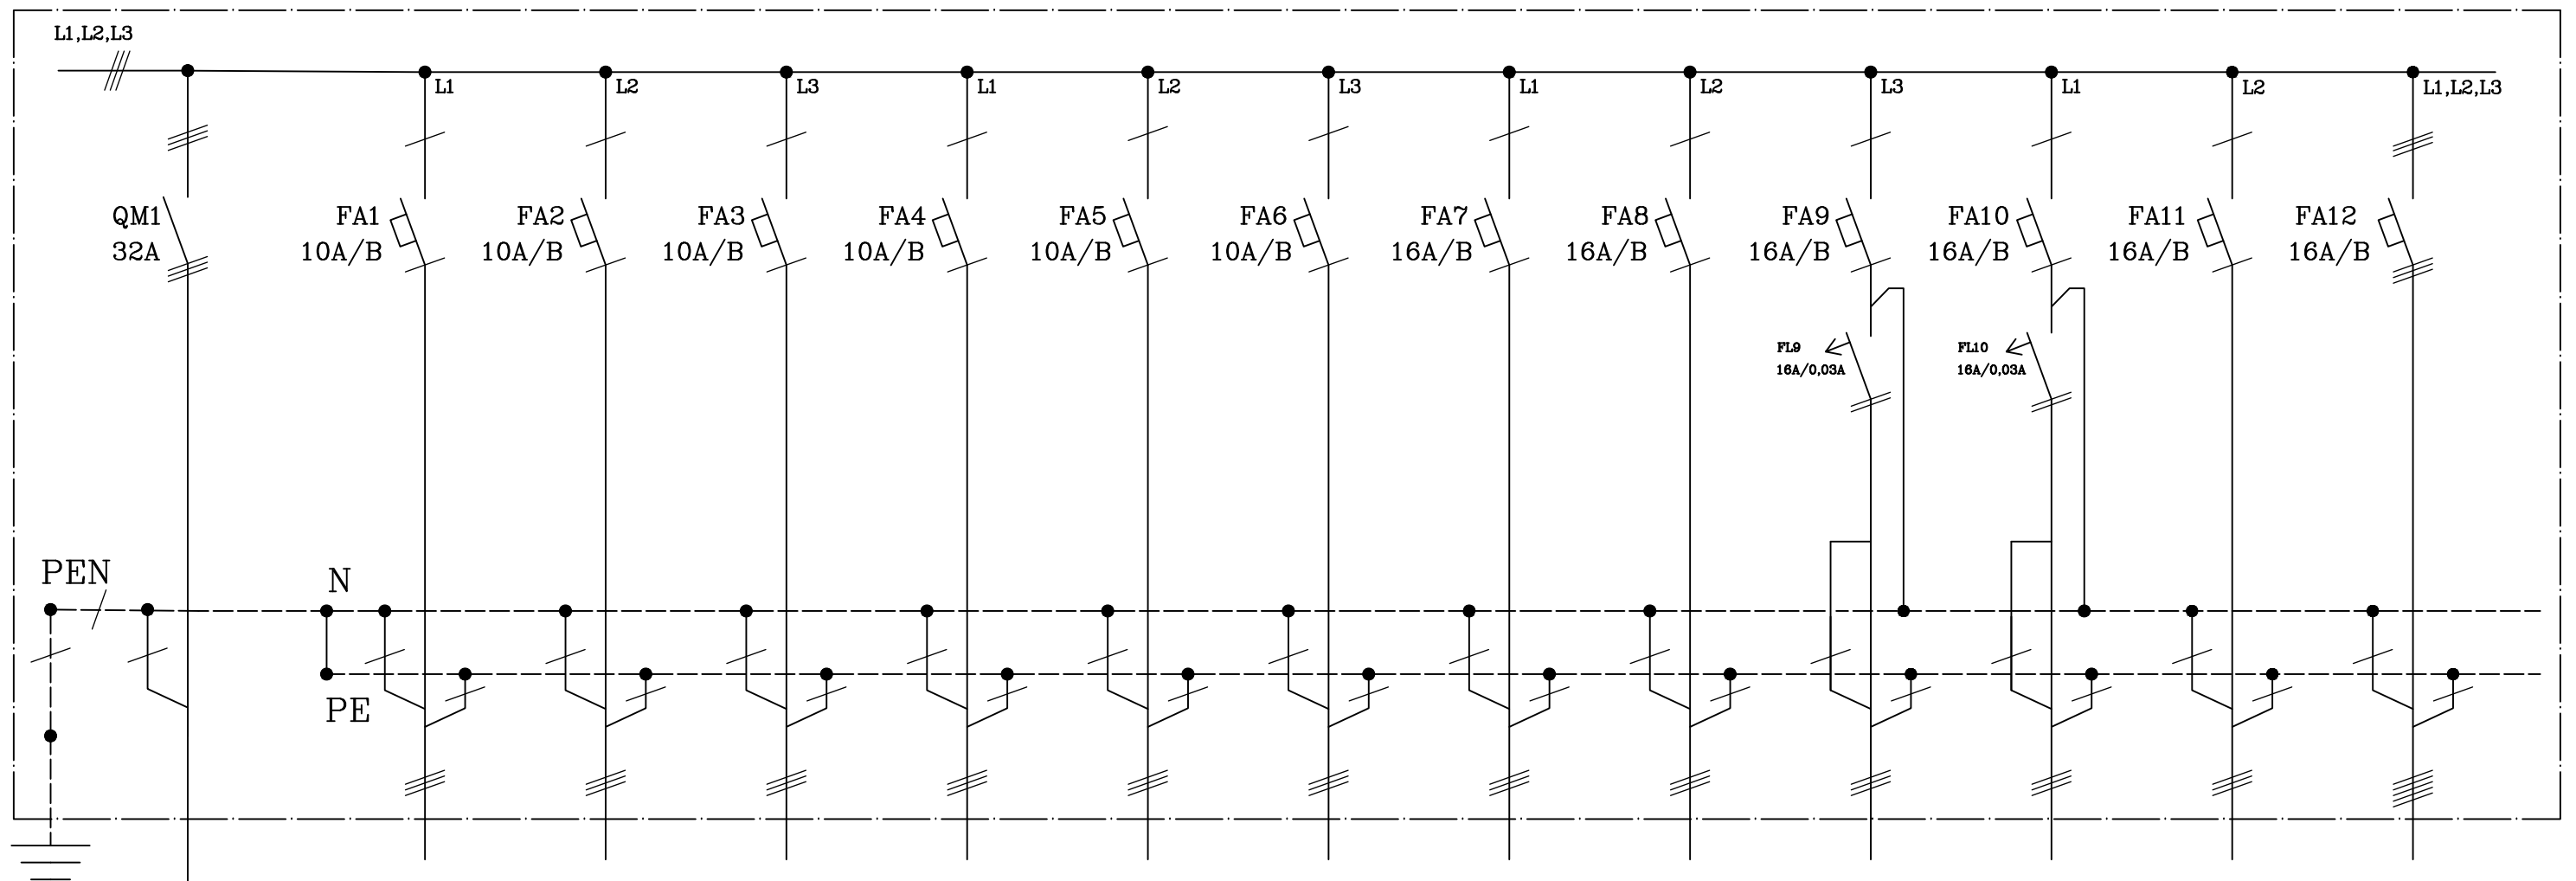 L1,L2,L3
L1
L2
L3
L1
L2
L3
L1
L2
L3
L1
L2
L1,L2,L3
QM1
32A
FA1
10A/B
FA2
10A/B
FA3
10A/B
FA4
10A/B
FA5
10A/B
FA6
10A/B
FA7
16A/B
FA8
16A/B
FA9
16A/B
FA10
16A/B
FA11
16A/B
FA12
16A/B
FL9
16A/0,03A
FL10
16A/0,03A
PEN
N
PE